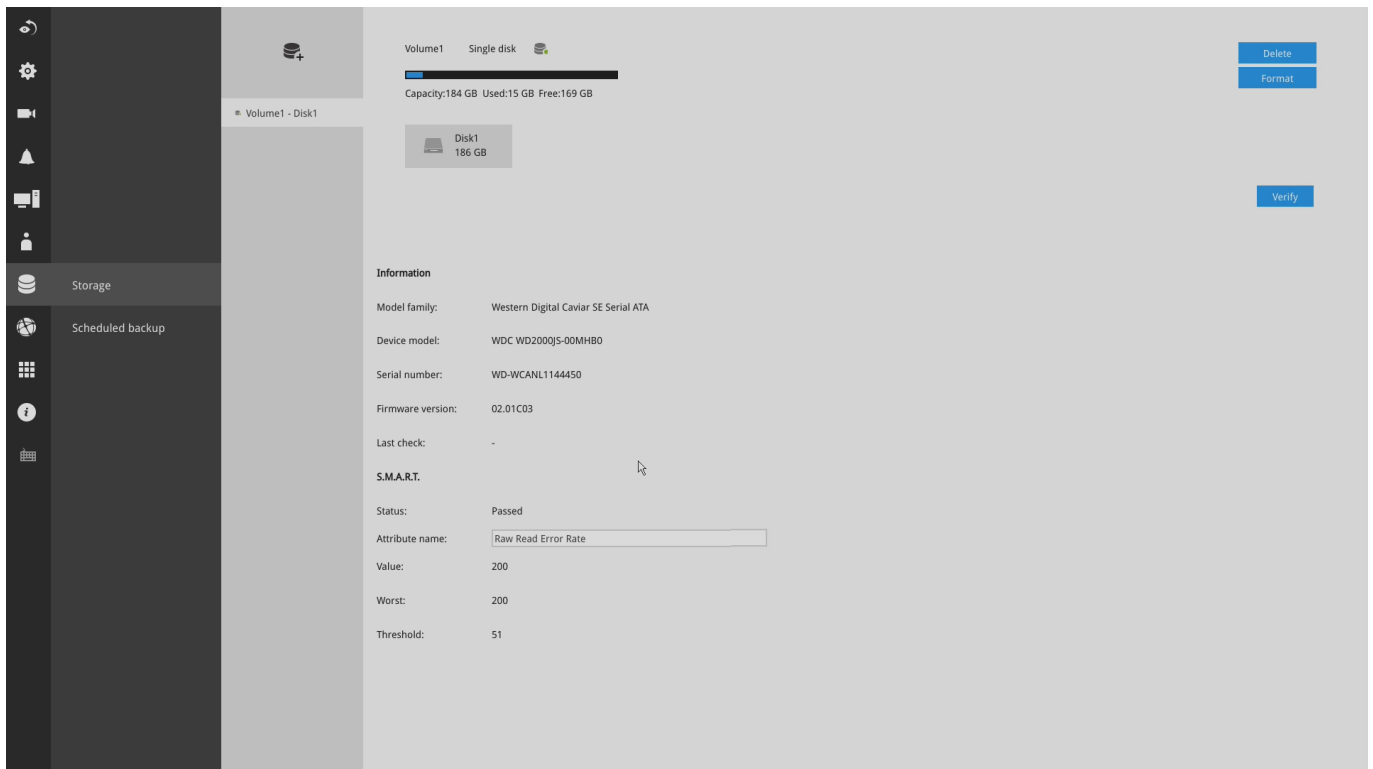 Volume1 Single disk
Delete
Format
Capacity:184 GB Used:15 GB Free:169 GB
Volume1 - Disk1
Disk1
186 GB
Verify
Storage
Scheduled backup
Information
Model family: Western Digital Caviar SE Serial ATA
Device model: WDC WD2000JS-00MHB0
Serial number: WD-WCANL1144450
Firmware version: 02.01C03
Last check: -
S.M.A.R.T.
Status: Passed
Attribute name: Raw Read Error Rate
Value: 200
Worst: 200
Threshold: 51